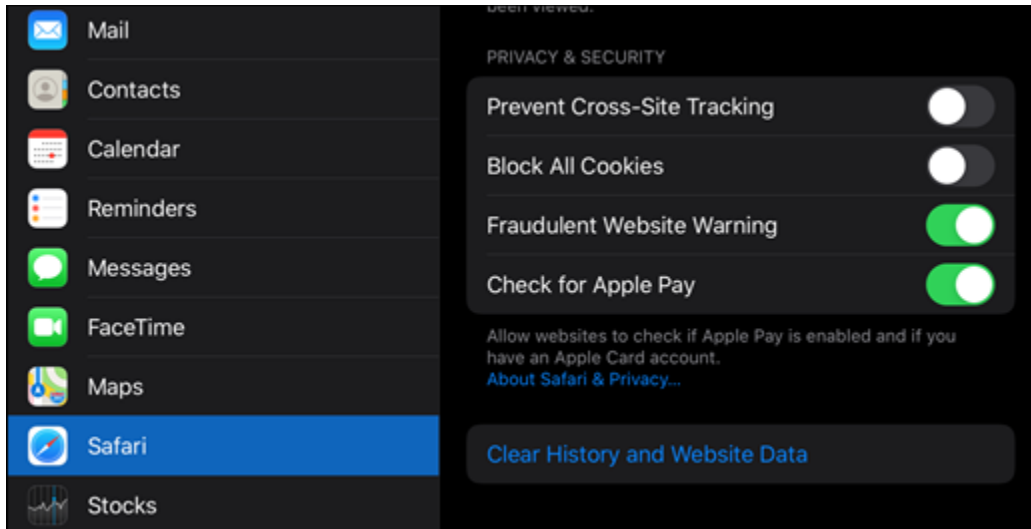 Mail
Contacts
Calendar
Reminders
Messages
FaceTime
Maps
Safari
Stocks
been viewed.
PRIVACY & SECURITY
Prevent Cross-Site Tracking
Block All Cookies
Fraudulent Website Warning
Check for Apple Pay
Allow websites to check if Apple Pay is enabled and if you
have an Apple Card account.
About Safari & Privacy...
Clear History and Website Data